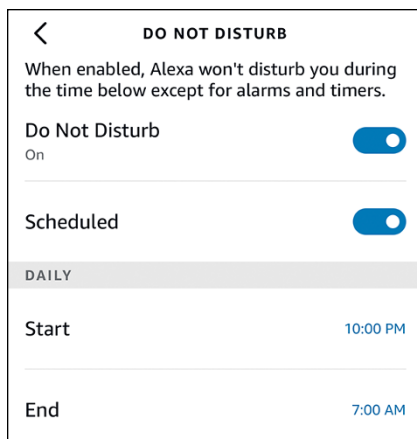 DO NOT DISTURB
When enabled, Alexa won't disturb you during
the time below except for alarms and timers.
Do Not Disturb
On
Scheduled
DAILY
Start 10:00 PM
End 7:00 AM